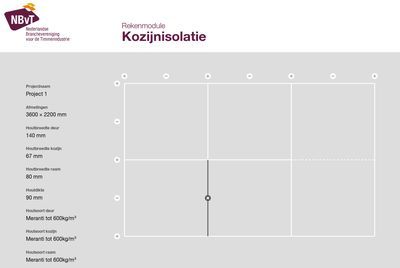 NBvT
Nederlandse
Branchevereniging
voor de Timmerindustrie
Rekenmodule
Kozijnisolatie
Projectnaam
Project 1
Afmetingen
3600 × 2200 mm
Houtbreedte deur
140 mm
Houtbreedte kozijn
67 mm
Houtbreedte raam
80 mm
Houtdikte
90 mm
Houtsoort deur
Meranti tot 600kg/m³
Houtsoort kozijn
Meranti tot 600kg/m³
Houtsoort raam
Meranti tot 600kg/m³